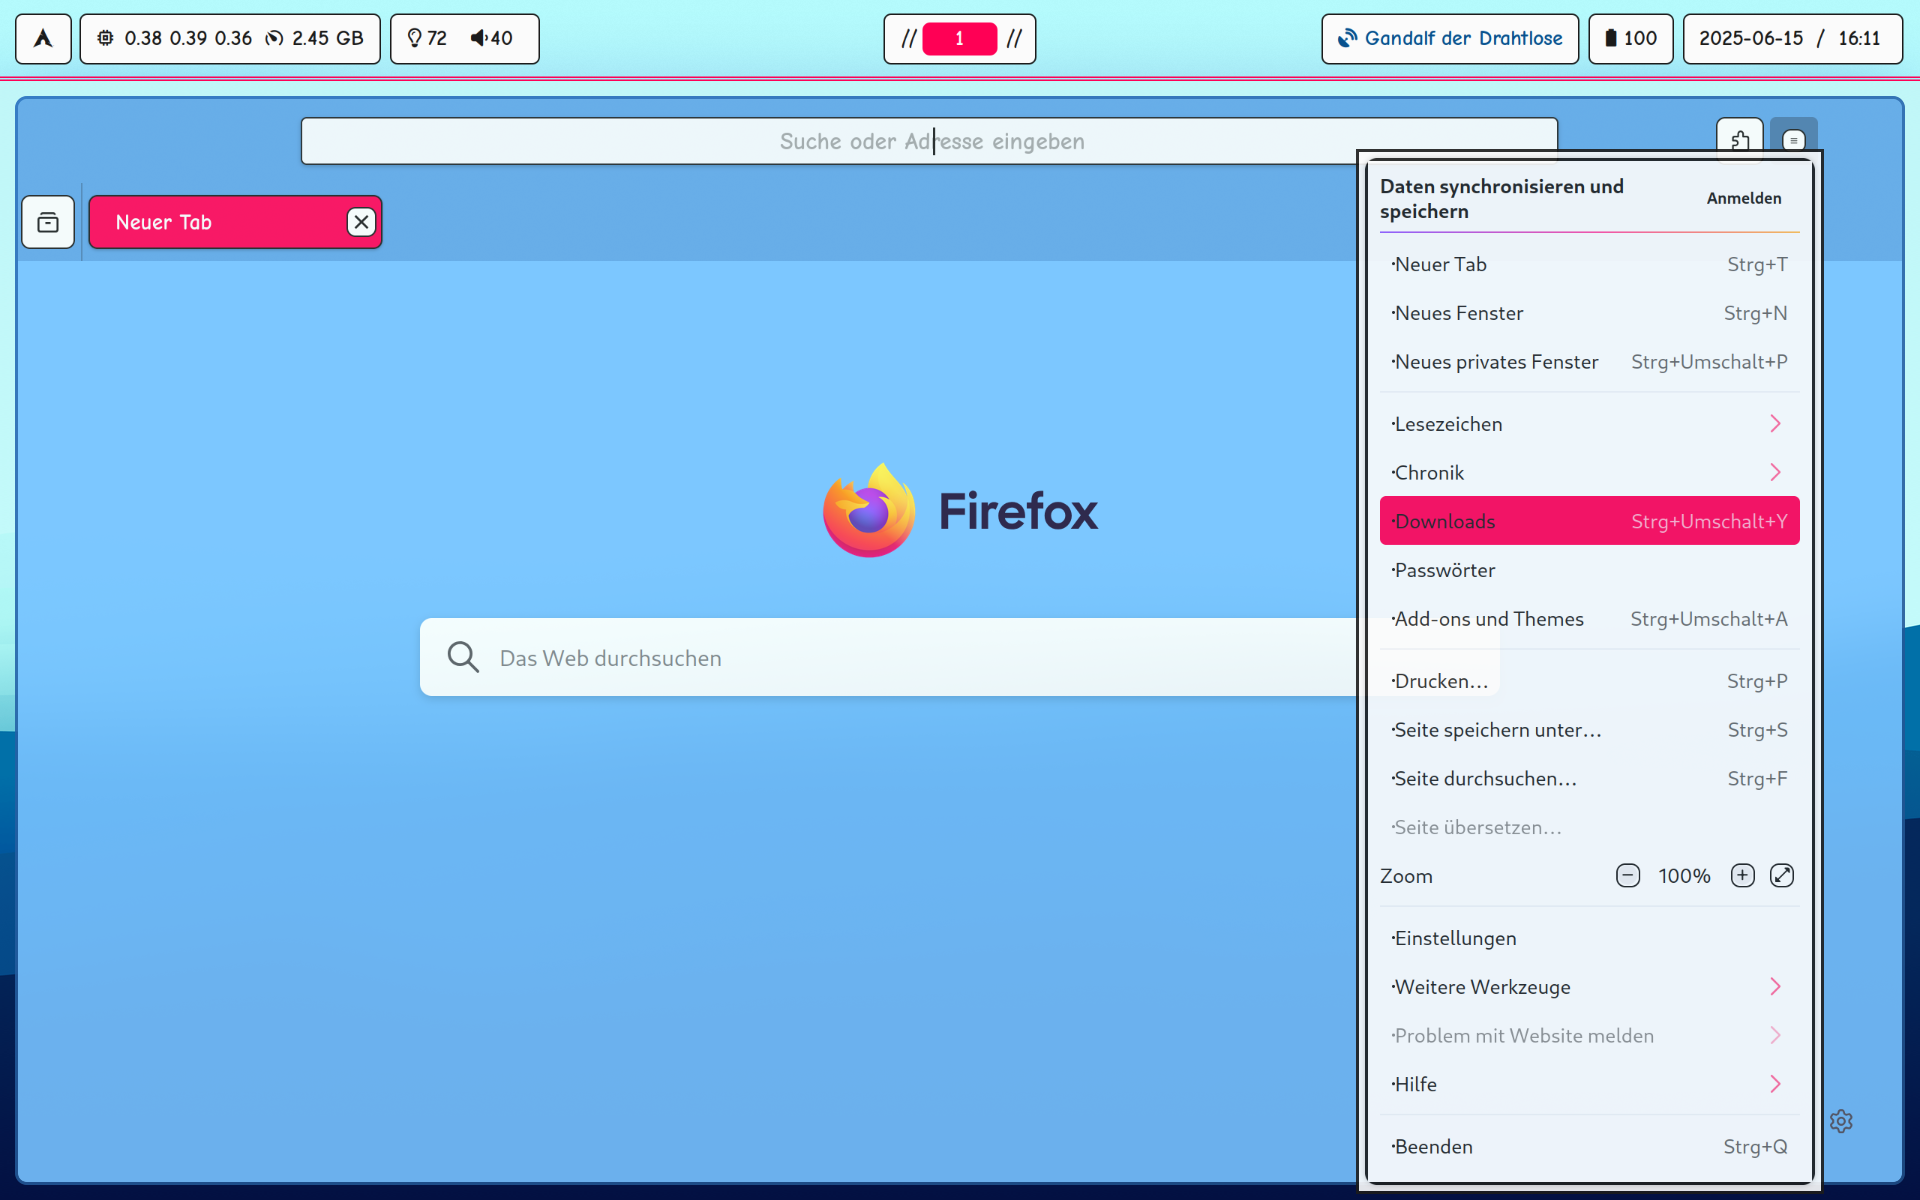 0.38 0.39 0.36 2.45 GB
72 40
// 1 //
Gandalf der Drahtlose
100
2025-06-15 / 16:11
Suche oder Adresse eingeben
Neuer Tab
Firefox
Das Web durchsuchen
Daten synchronisieren und
speichern
Anmelden
Neuer Tab Strg+T
Neues Fenster Strg+N
Neues privates Fenster Strg+Umschalt+P
Lesezeichen
Chronik
Downloads Strg+Umschalt+Y
Passwörter
Add-ons und Themes Strg+Umschalt+A
Drucken… Strg+P
Seite speichern unter… Strg+S
Seite durchsuchen… Strg+F
Seite übersetzen…
Zoom 100%
Einstellungen
Weitere Werkzeuge
Problem mit Website melden
Hilfe
Beenden Strg+Q